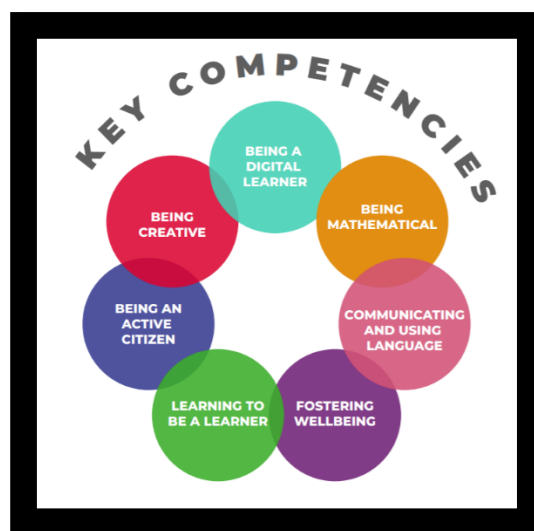 KEY COMPETENCIES
BEING A
DIGITAL
LEARNER
BEING
CREATIVE
BEING
MATHEMATICAL
BEING AN
ACTIVE
CITIZEN
COMMUNICATING
AND USING
LANGUAGE
LEARNING TO
BE A LEARNER
FOSTERING
WELLBEING